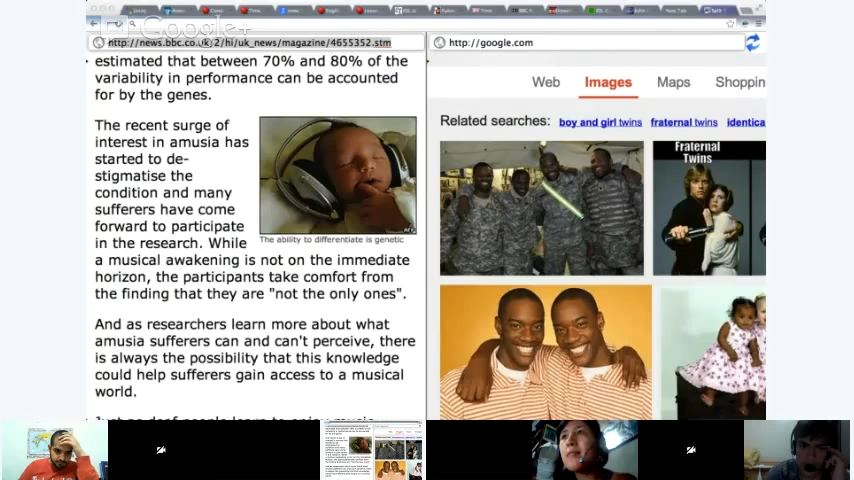 Google+
New Tab
http://news.bbc.co.uk/2/hi/uk_news/magazine/4655352.stm
estimated that between 70% and 80% of the
variability in performance can be accounted
for by the genes.
The recent surge of
interest in amusia has
started to de-
stigmatise the
condition and many
sufferers have come
forward to participate
in the research. While
The ability to differentiate is genetic
a musical awakening is not on the immediate
horizon, the participants take comfort from
the finding that they are "not the only ones".
And as researchers learn more about what
amusia sufferers can and can't perceive, there
is always the possibility that this knowledge
could help sufferers gain access to a musical
world.
http://google.com
Web Images Maps Shoppin
Related searches: boy and girl twins fraternal twins identica
Fraternal
Twins